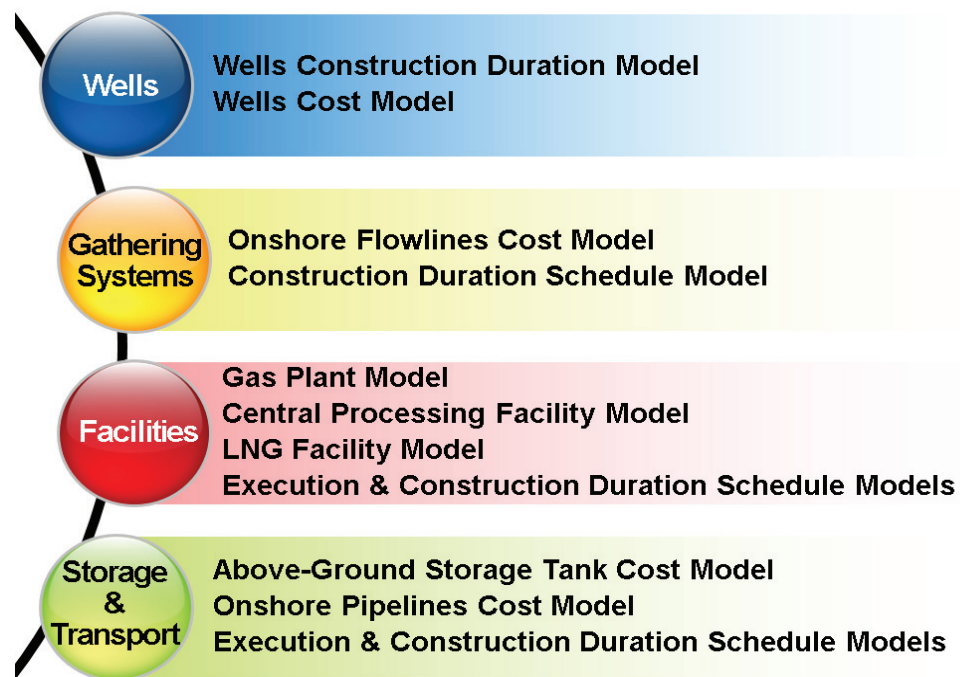 Wells
Wells Construction Duration Model
Wells Cost Model
Gathering
Systems
Onshore Flowlines Cost Model
Construction Duration Schedule Model
Facilities
Gas Plant Model
Central Processing Facility Model
LNG Facility Model
Execution & Construction Duration Schedule Models
Storage
&
Transport
Above-Ground Storage Tank Cost Model
Onshore Pipelines Cost Model
Execution & Construction Duration Schedule Models